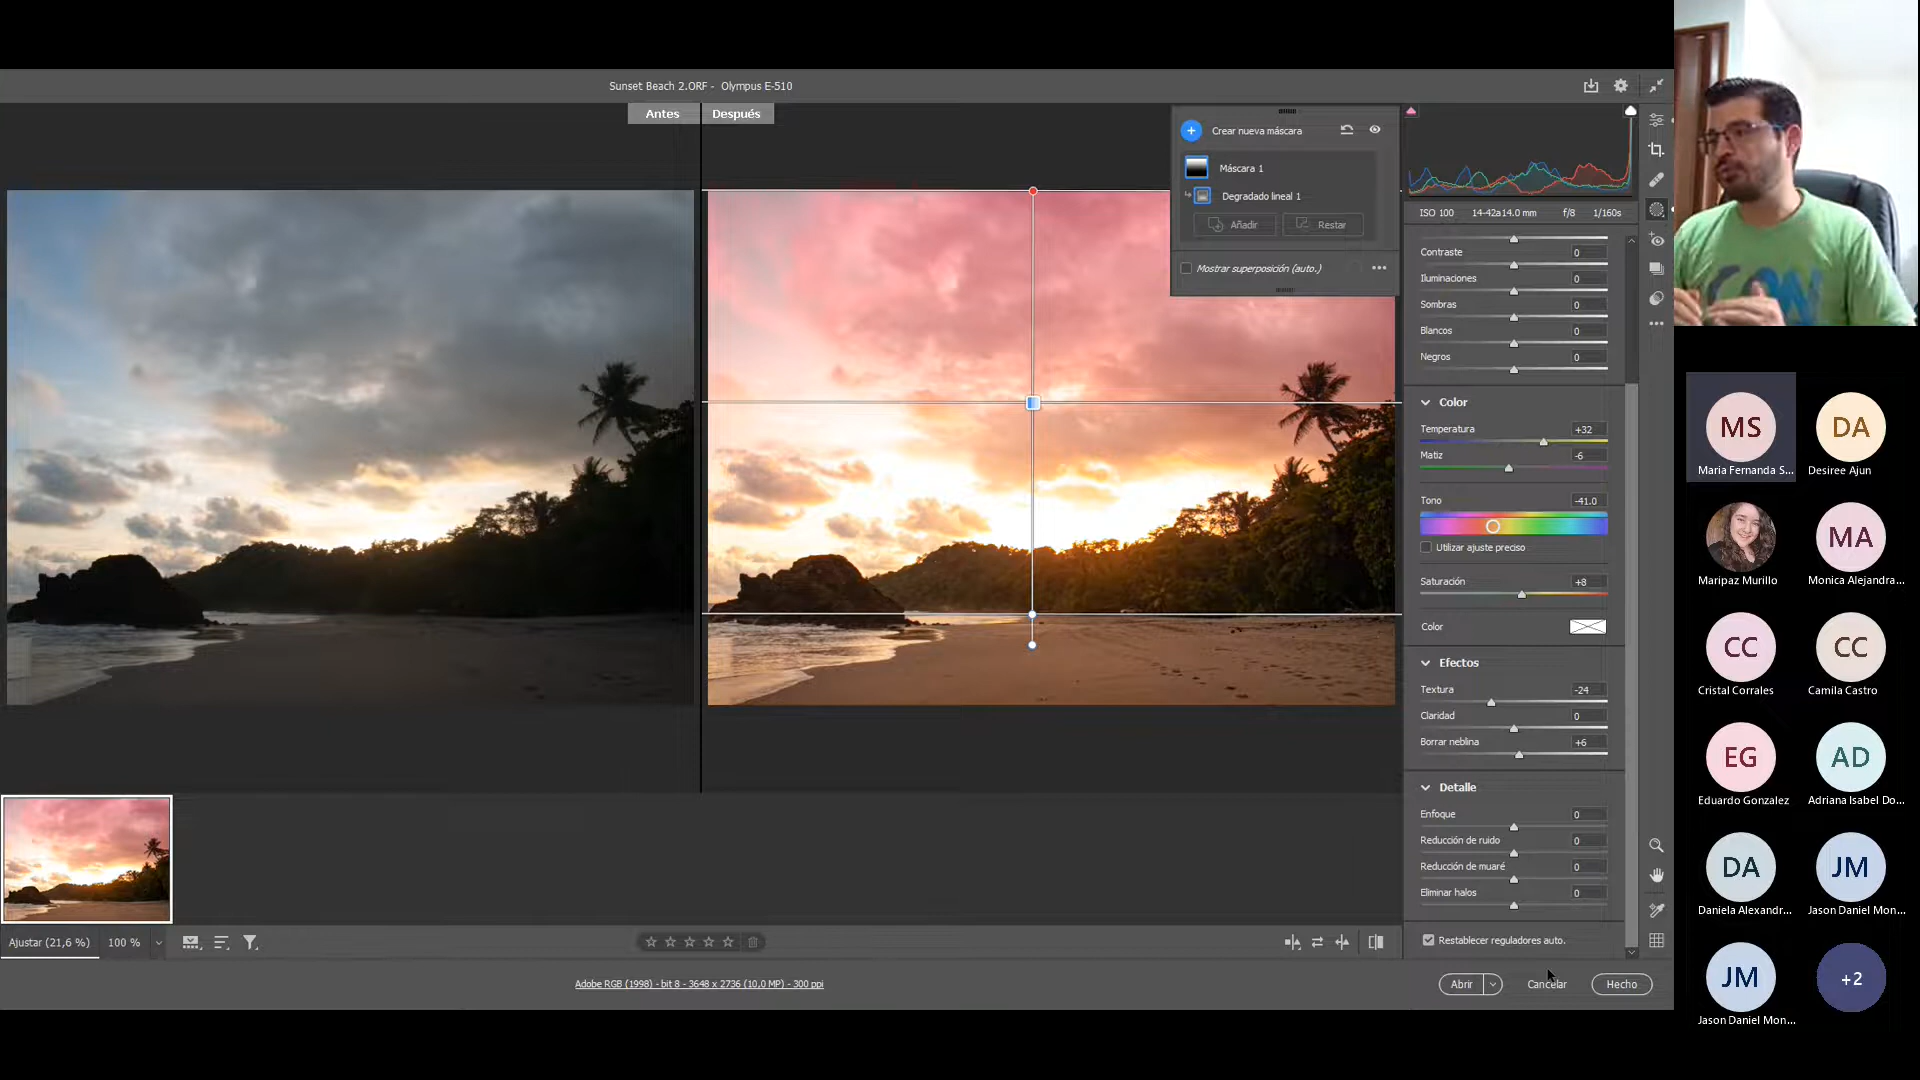 Sunset Beach 2.ORF - Olympus E-510
Antes
Después
Crear nueva máscara
Máscara 1
Degradado lineal 1
Añadir
Restar
Mostrar superposición (auto.)
ISO 100 14-42a14.0 mm f/8 1/160s
Contraste 0
Iluminaciones 0
Sombras 0
Blancos 0
Negros 0
Color
Temperatura +32
Matiz -6
Tono -41.0
Utilizar ajuste preciso
Saturación +8
Color
Efectos
Textura -24
Claridad 0
Borrar neblina +6
Detalle
Enfoque 0
Reducción de ruido 0
Reducción de muaré 0
Eliminar halos 0
Restablecer reguladores auto.
Ajustar (21,6 %) 100 %
Adobe RGB (1998) - bit 8 - 3648 x 2736 (10,0 MP) - 300 ppi
Abrir
Cancelar
Hecho
MS
Maria Fernanda S...
DA
Desiree Ajun
Maripaz Murillo
MA
Monica Alejandra...
CC
Cristal Corrales
CC
Camila Castro
EG
Eduardo Gonzalez
AD
Adriana Isabel Do...
DA
Daniela Alexandr...
JM
Jason Daniel Mon...
JM
Jason Daniel Mon...
+2